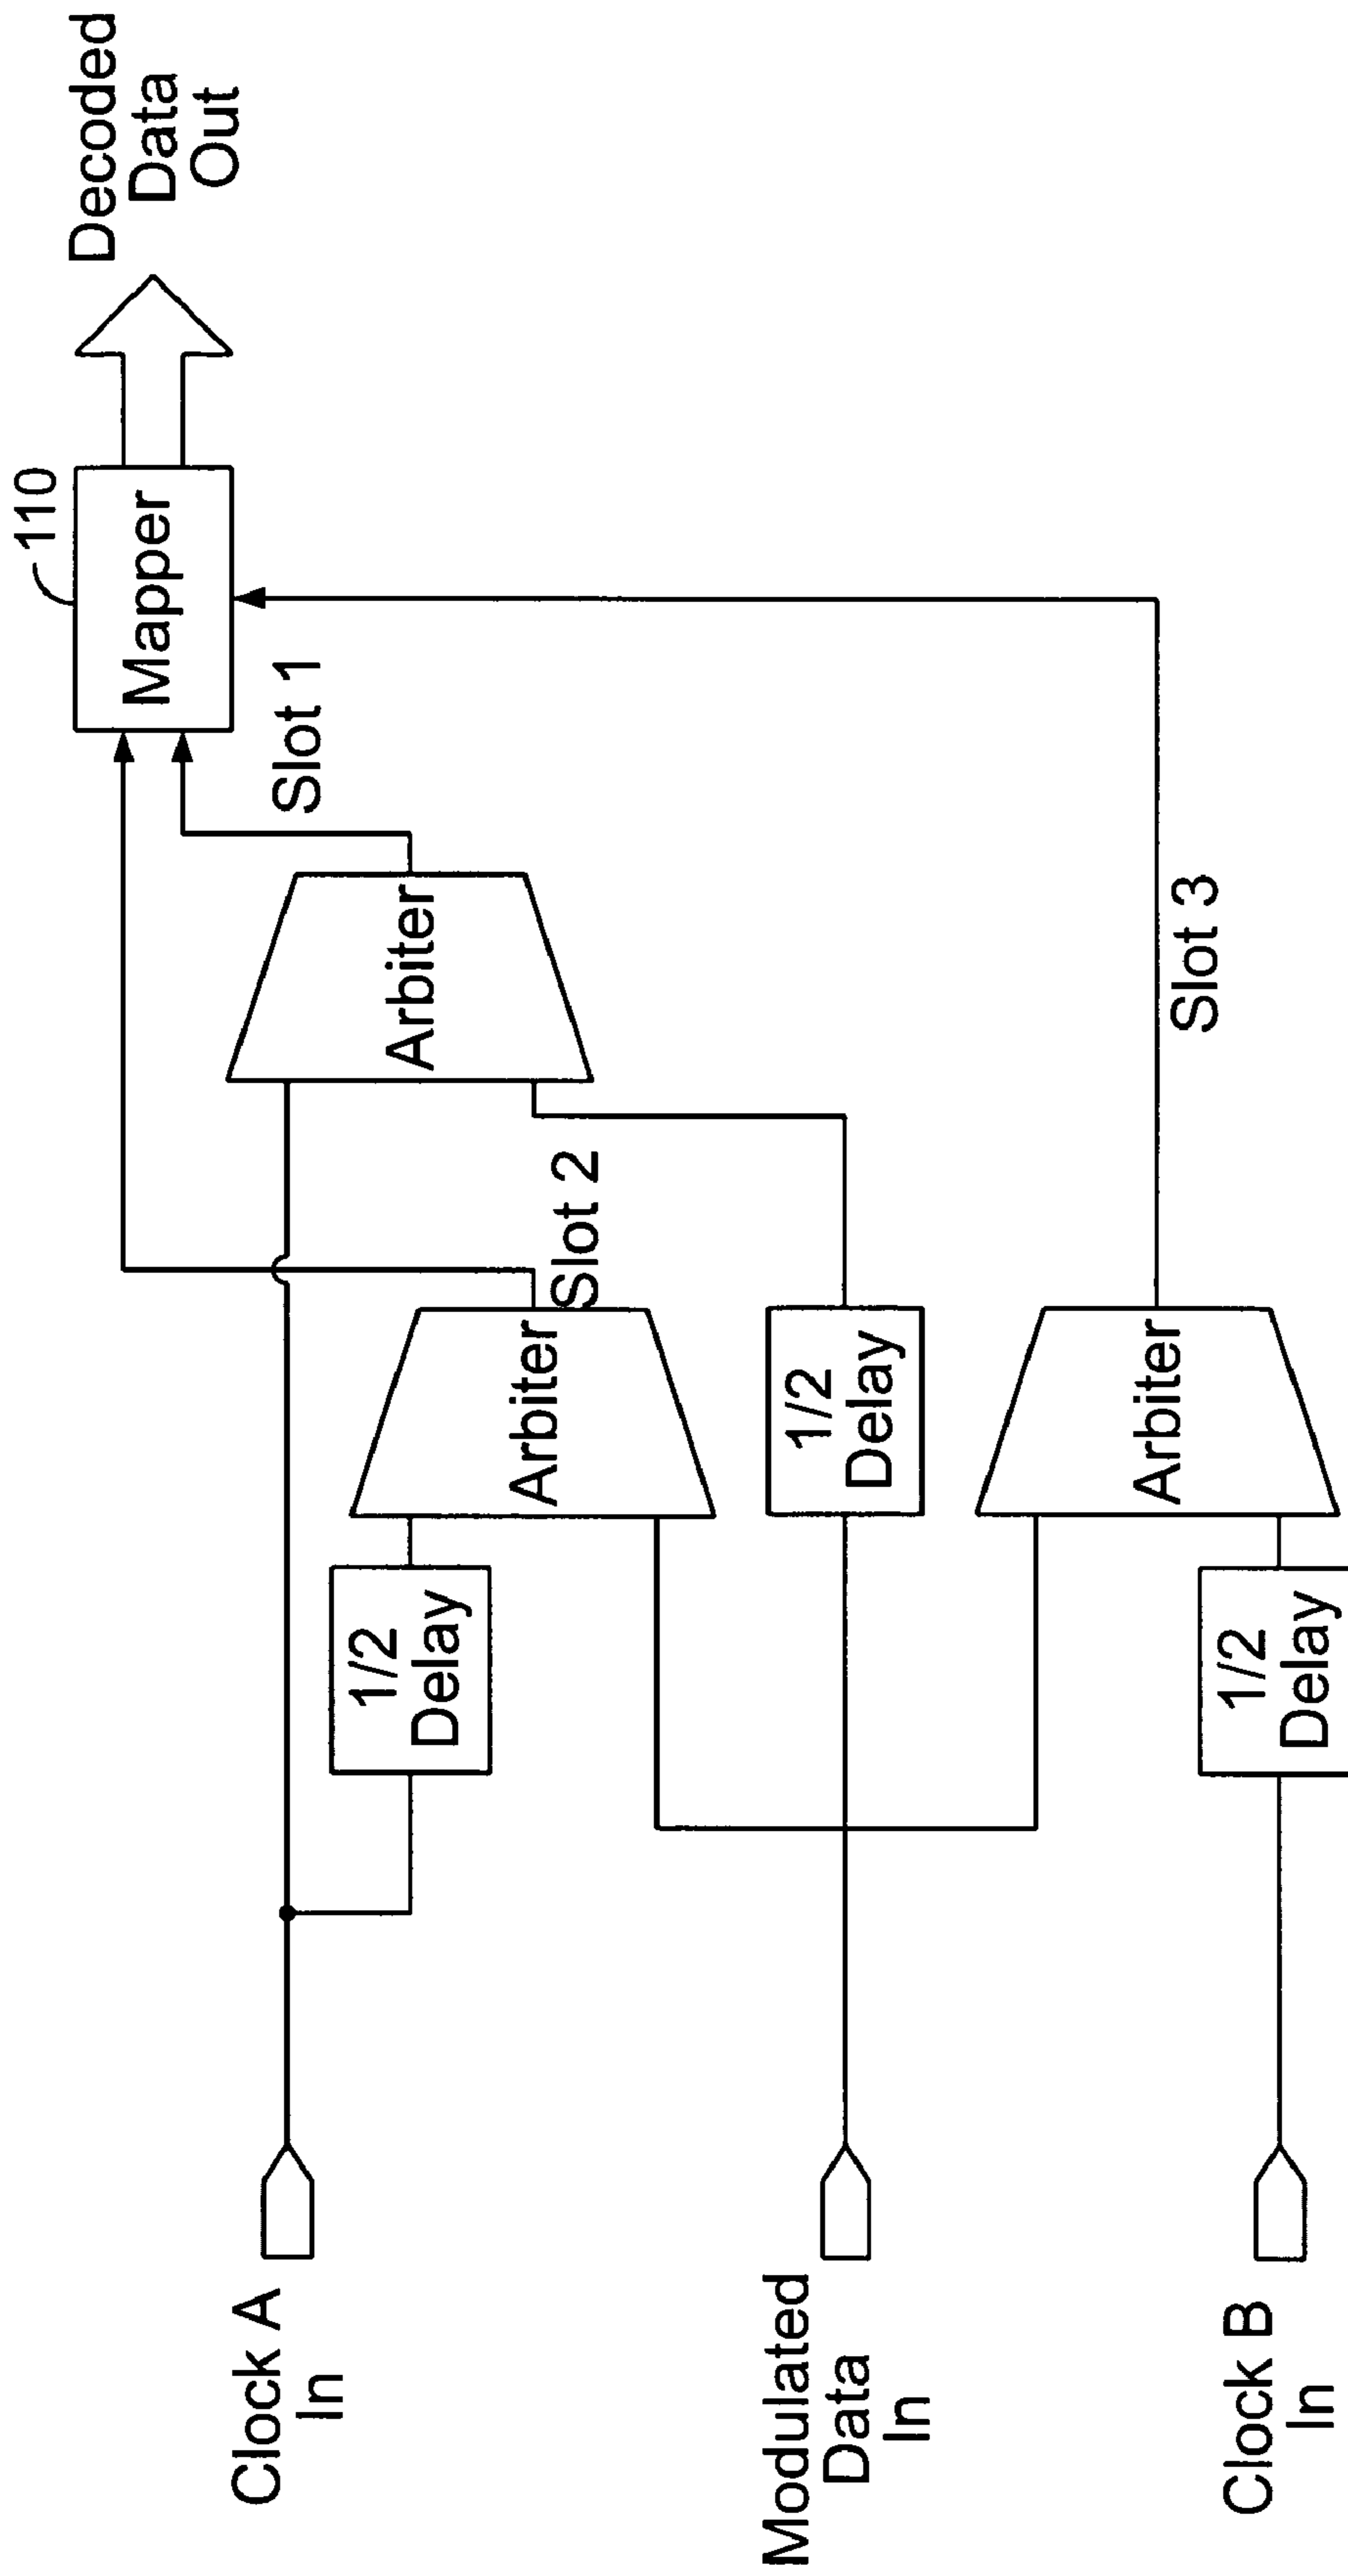 Clock A
In
Modulated
Data
In
Clock B
In
1/2
Delay
1/2
Delay
1/2
Delay
Arbiter
Slot 2
Arbiter
Slot 1
Arbiter
Slot 3
110
Mapper
Decoded
Data
Out